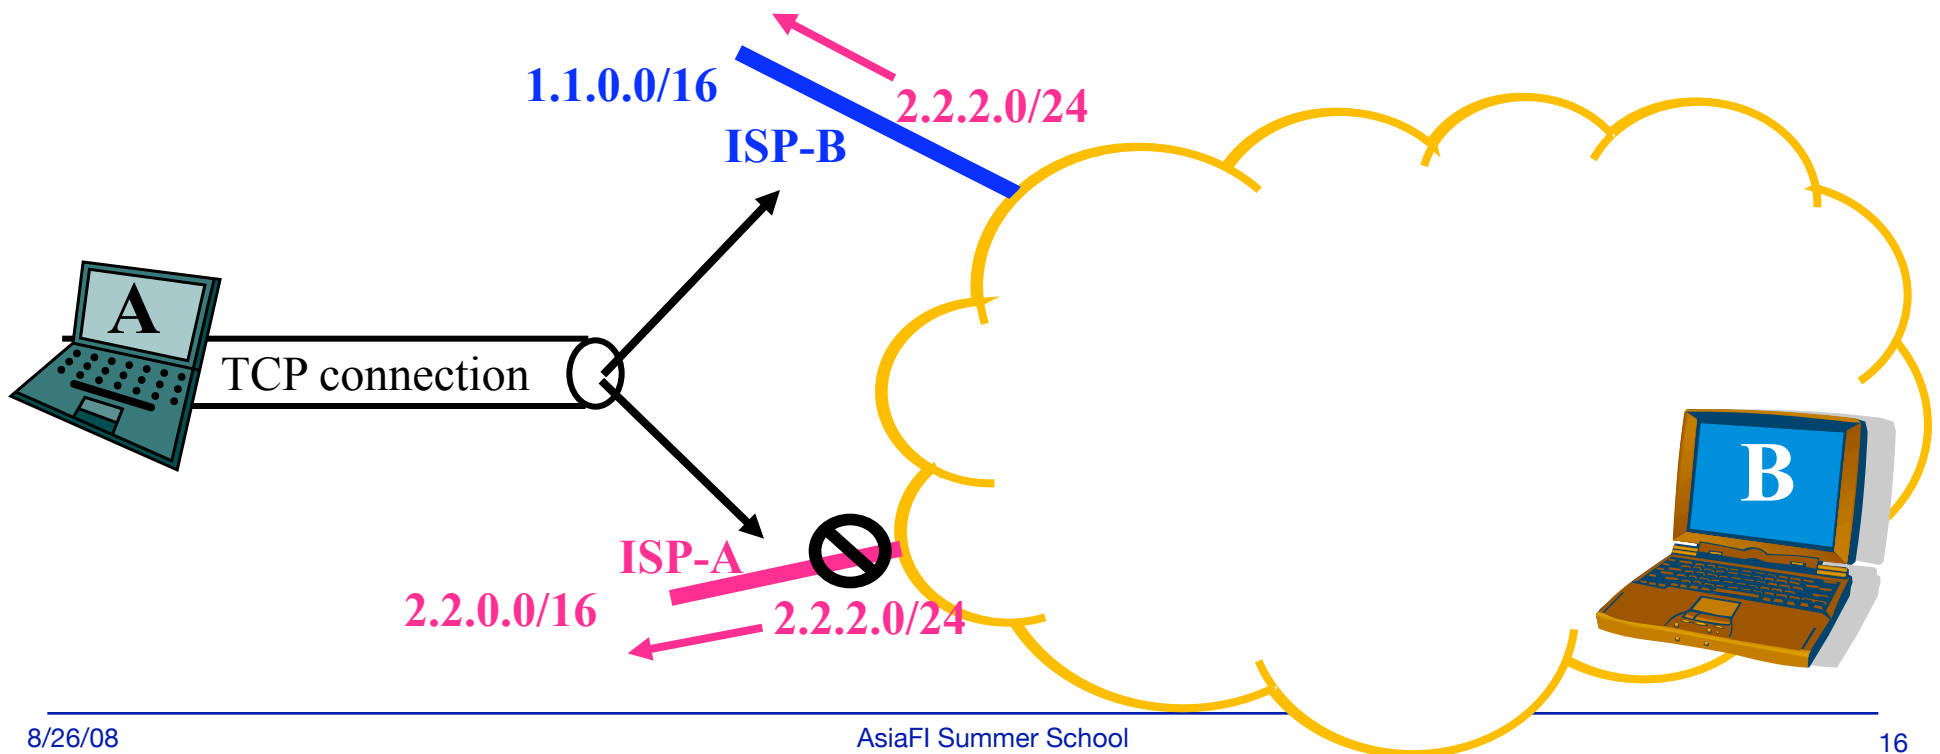 1.1.0.0/16
2.2.2.0/24
ISP-B
A
TCP connection
B
ISP-A
2.2.0.0/16
2.2.2.0/24
8/26/08
AsiaFI Summer School
16